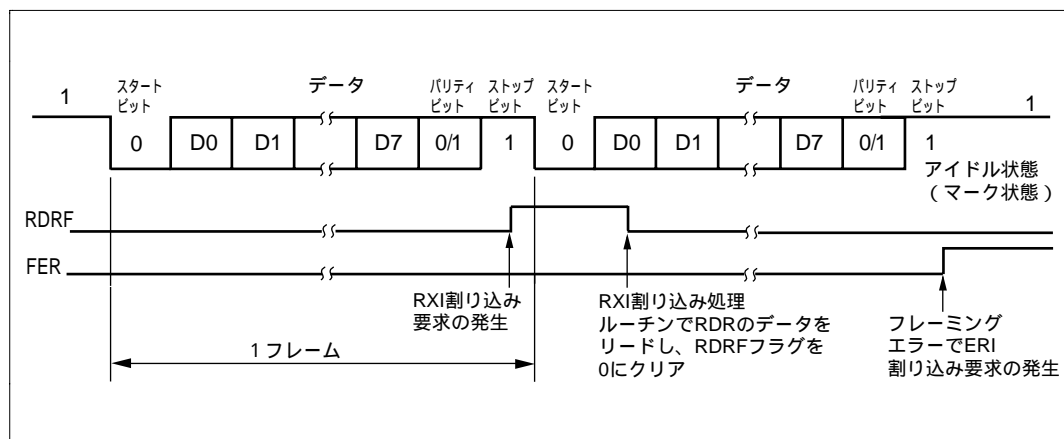 1
スタート
ビット
データ
パリティ
ビット
ストップ
ビット
スタート
ビット
データ
パリティ
ビット
ストップ
ビット
1
0 D0 D1 D7 0/1 1 0 D0 D1 D7 0/1 1
アイドル状態
(マーク状態)
RDRF
FER
RXI割り込み
要求の発生
RXI割り込み処理
ルーチンでRDRのデータを
リードし、RDRFフラグを
0にクリア
フレーミング
エラーでERI
割り込み要求の発生
1フレーム